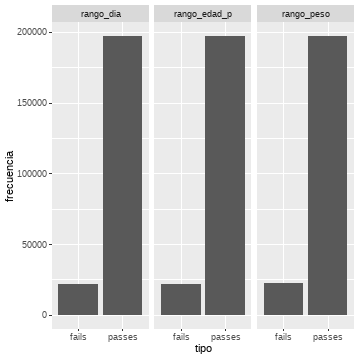 rango_dia rango_edad_p rango_peso
200000
150000
100000
50000
0
frecuencia
fails passes fails passes fails passes
tipo